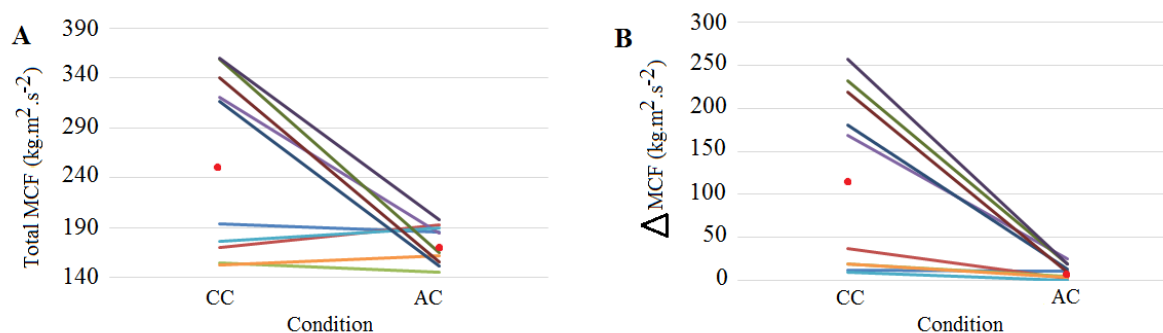 A
Total MCF (kg.m².s⁻²)
390
340
290
240
190
140
CC
AC
Condition
B
△ MCF (kg.m².s⁻²)
300
250
200
150
100
50
0
CC
AC
Condition